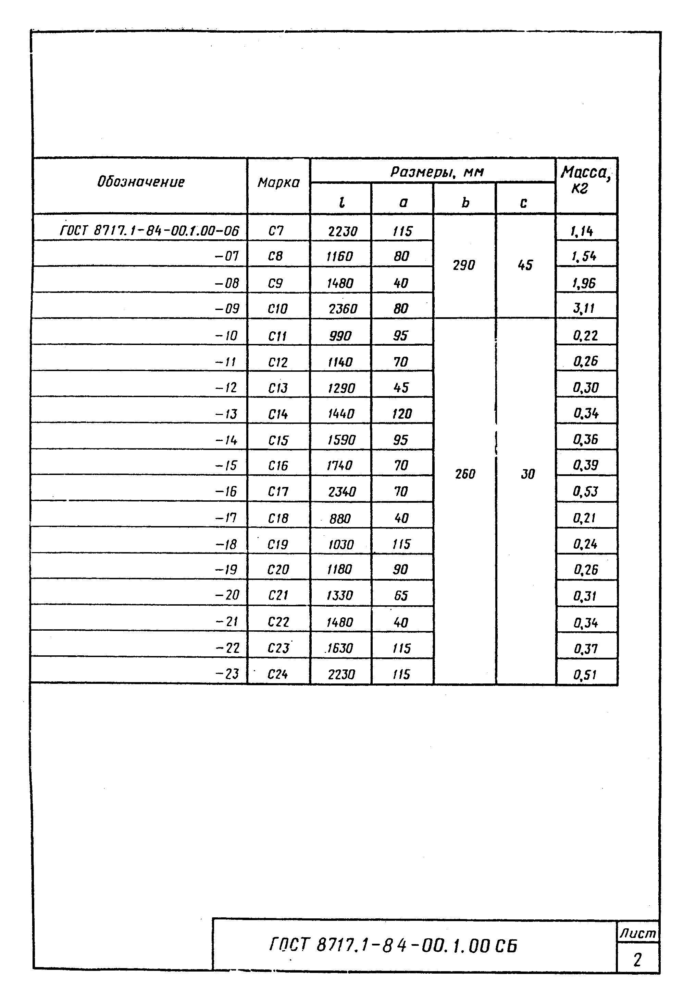 Обозначение Марка Размеры, мм Масса, кг
l a b c
ГОСТ 8717.1-84-00.1.00-06 С7 2230 115 290 45 1,14
-07 С8 1160 80 1,54
-08 С9 1480 40 1,96
-09 С10 2360 80 3,11
-10 С11 990 95 260 30 0,22
-11 С12 1140 70 0,26
-12 С13 1290 45 0,30
-13 С14 1440 120 0,34
-14 С15 1590 95 0,36
-15 С16 1740 70 0,39
-16 С17 2340 70 0,53
-17 С18 880 40 0,21
-18 С19 1030 115 0,24
-19 С20 1180 90 0,26
-20 С21 1330 65 0,31
-21 С22 1480 40 0,34
-22 С23 1630 115 0,37
-23 С24 2230 115 0,51
ГОСТ 8717.1-84-00.1.00 СБ
Лист
2